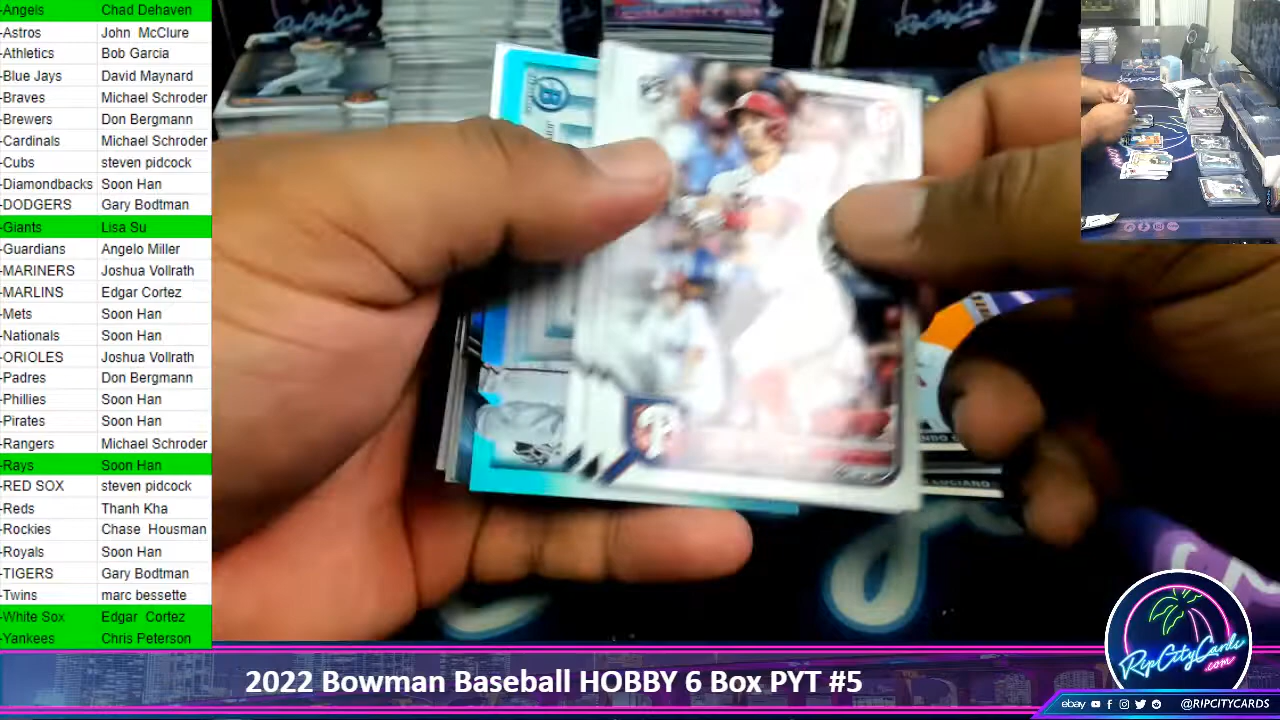 -Angels Chad Dehaven
-Astros John McClure
-Athletics Bob Garcia
-Blue Jays David Maynard
-Braves Michael Schroder
-Brewers Don Bergmann
-Cardinals Michael Schroder
-Cubs steven pidcock
-Diamondbacks Soon Han
-DODGERS Gary Bodtman
-Giants Lisa Su
-Guardians Angelo Miller
-MARINERS Joshua Vollrath
-MARLINS Edgar Cortez
-Mets Soon Han
-Nationals Soon Han
-ORIOLES Joshua Vollrath
-Padres Don Bergmann
-Phillies Soon Han
-Pirates Soon Han
-Rangers Michael Schroder
-Rays Soon Han
-RED SOX steven pidcock
-Reds Thanh Kha
-Rockies Chase Housman
-Royals Soon Han
-TIGERS Gary Bodtman
-Twins marc bessette
-White Sox Edgar Cortez
-Yankees Chris Peterson
LUCIANO
RipCityCards
.com
2022 Bowman Baseball HOBBY 6 Box PYT #5
ebay @RIPCITYCARDS